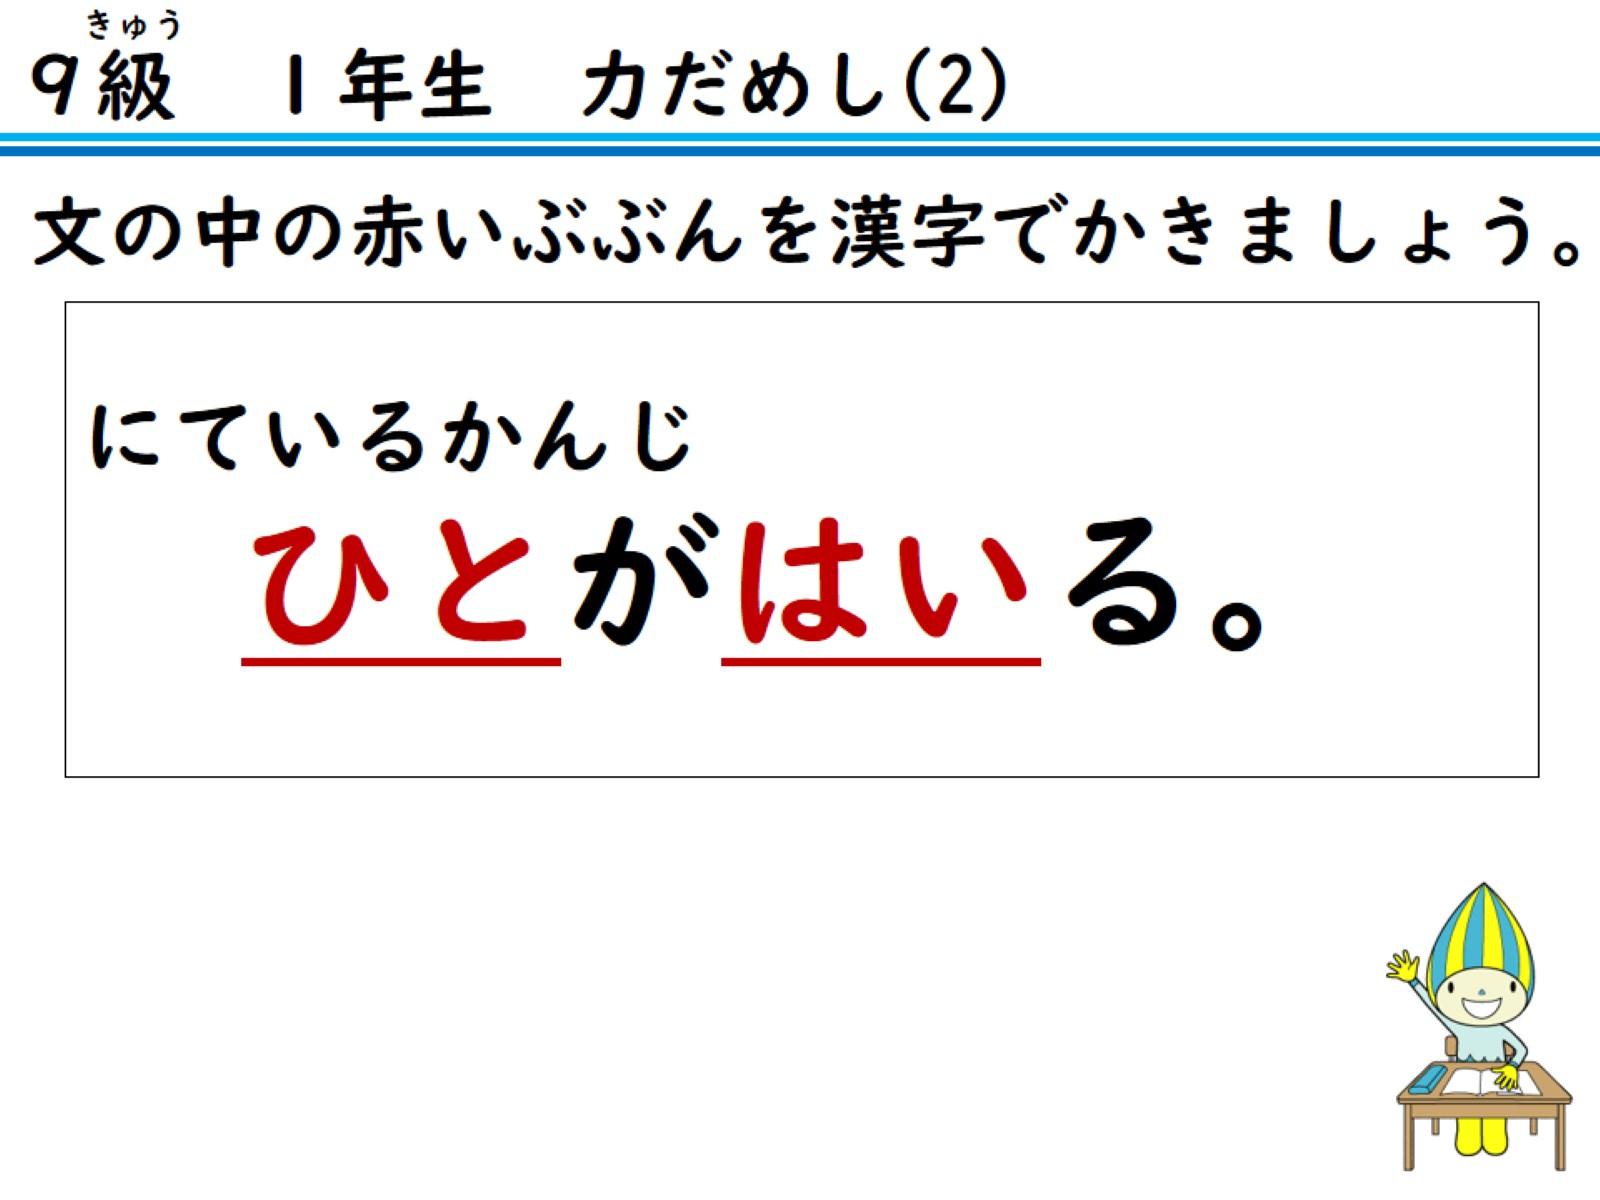 きゅう
９級　１年生　力だめし(2)
文の中の赤いぶぶんを漢字でかきましょう。
にているかんじ
ひとがはいる。